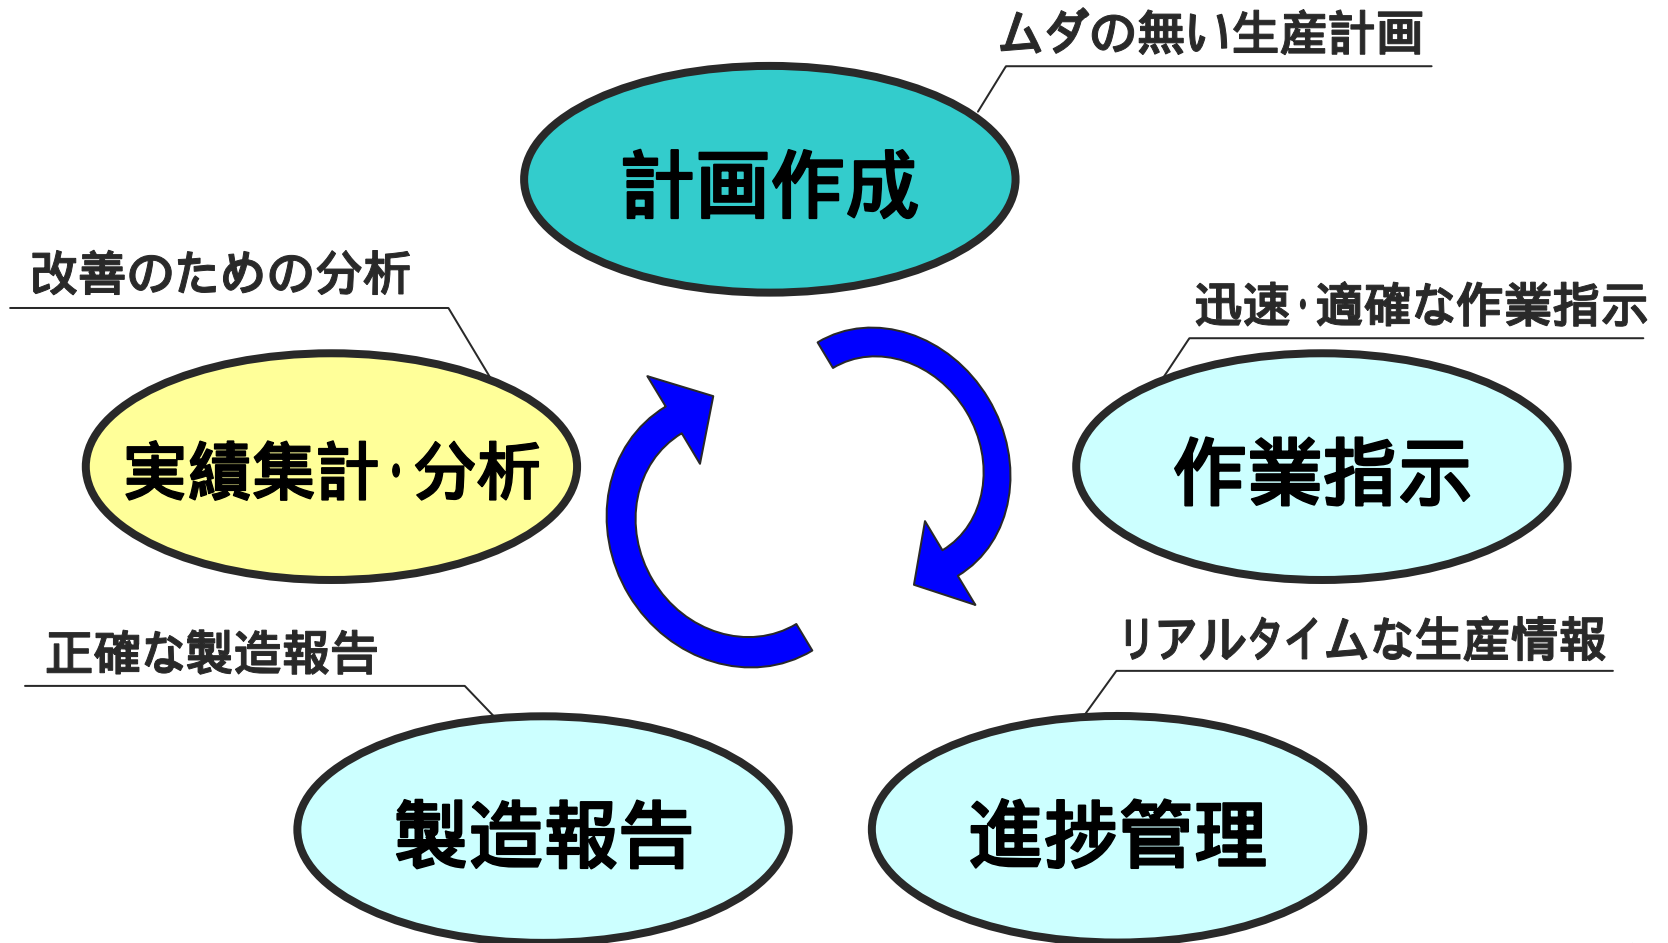 ムダの無い生産計画
計画作成
改善のための分析
迅速・適確な作業指示
実績集計・分析
作業指示
正確な製造報告
リアルタイムな生産情報
製造報告
進捗管理